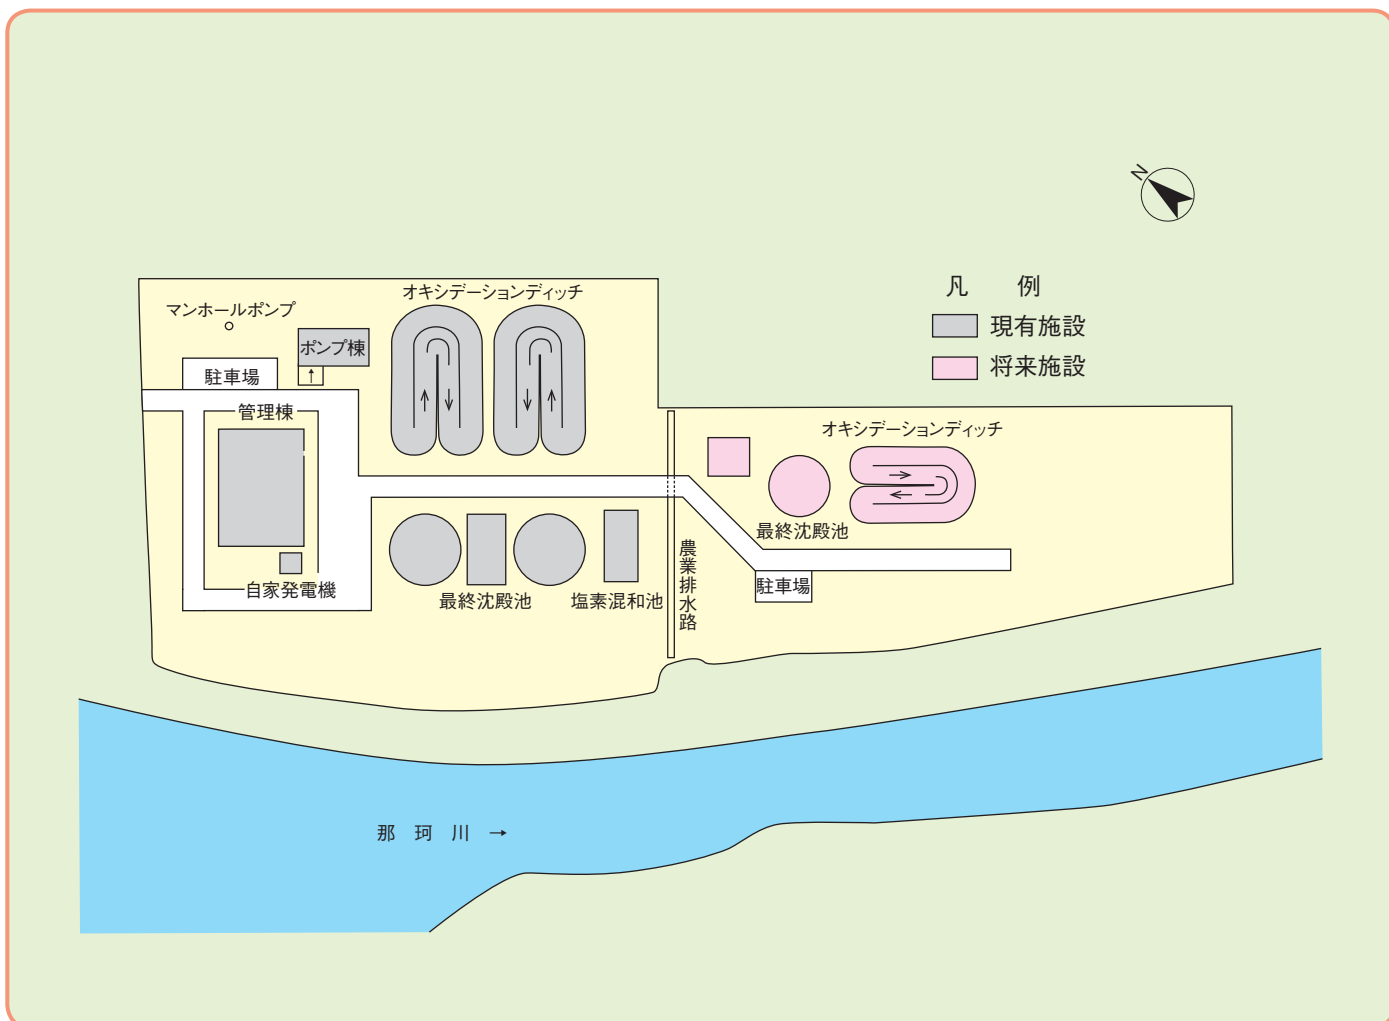 N
凡 例
現有施設
将来施設
オキシデーションディッチ
マンホールポンプ
ポンプ棟
駐車場
管理棟
自家発電機
最終沈殿池
塩素混和池
農業排水路
オキシデーションディッチ
最終沈殿池
駐車場
那 珂 川 →